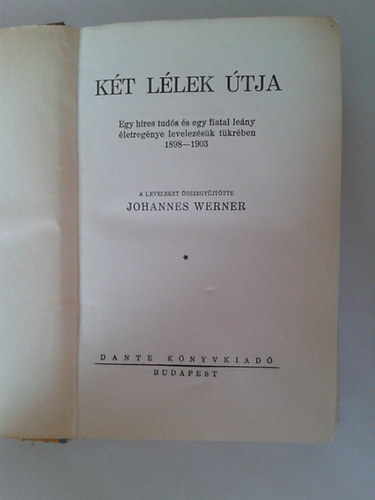 KÉT LÉLEK ÚTJA
Egy híres tudós és egy fiatal leány
életregénye levelezésük tükrében
1898—1903
A LEVELEKET ÖSSZEGYŰJTÖTTE
JOHANNES WERNER
*
DANTE KÖNYVKIADÓ
BUDAPEST